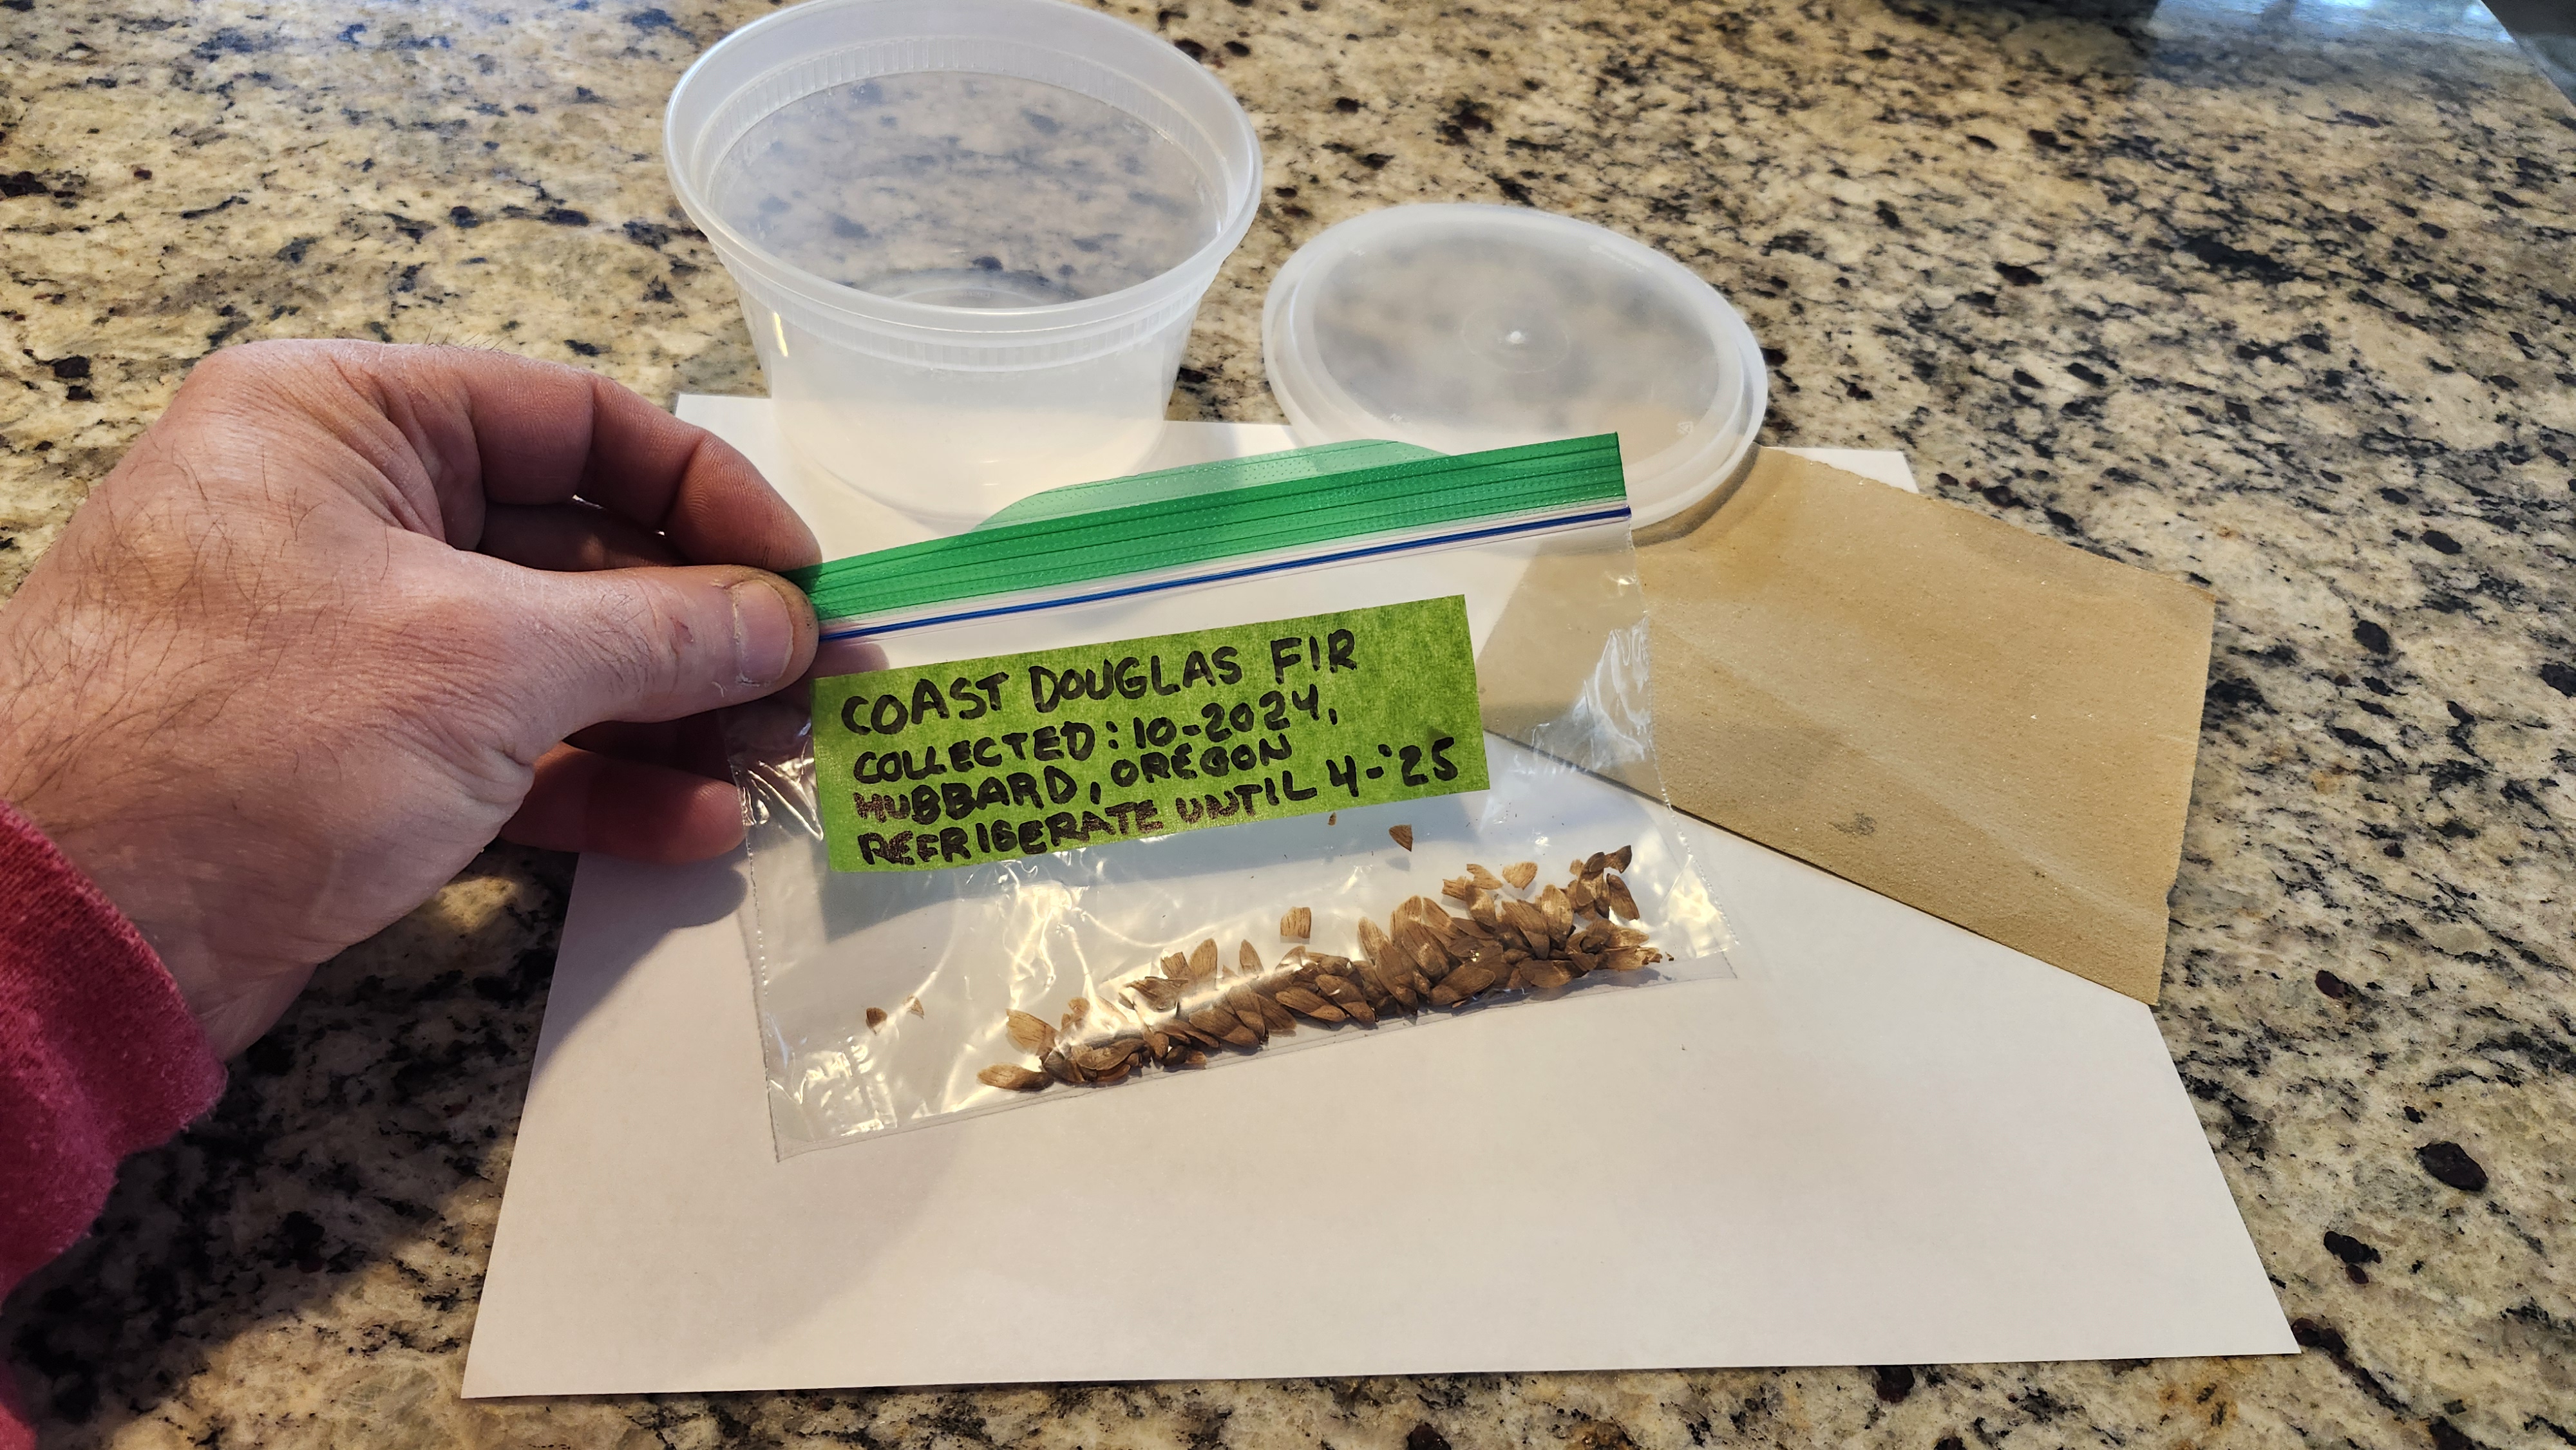 COAST DOUGLAS FIR
COLLECTED: 10-2024,
HUBBARD, OREGON
REFRIGERATE UNTIL 4-'25